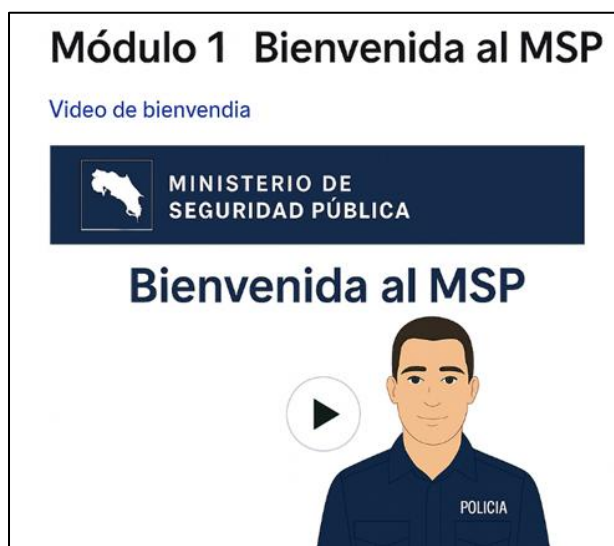 Módulo 1 Bienvenida al MSP
Video de bienvendia
MINISTERIO DE
SEGURIDAD PÚBLICA
Bienvenida al MSP
POLICIA